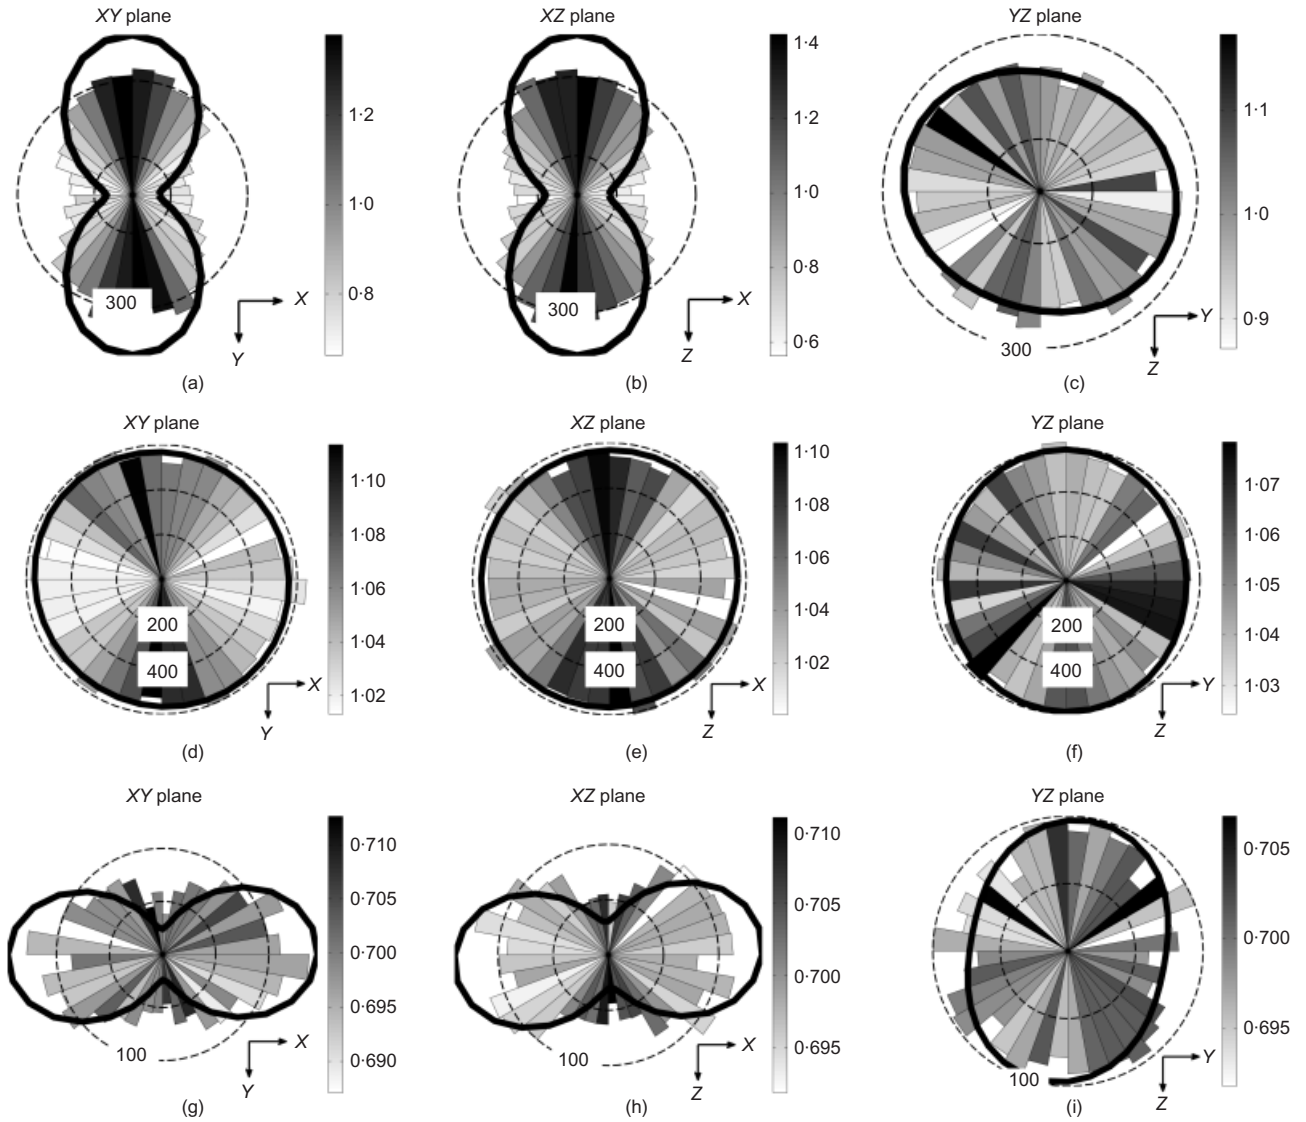 XY plane
XZ plane
YZ plane
1·2
1·0
0·8
300
X
Y
(a)
1·4
1·2
1·0
0·8
0·6
300
X
Z
(b)
1·1
1·0
0·9
300
Y
Z
(c)
XY plane
XZ plane
YZ plane
1·10
1·08
1·06
1·04
1·02
200
400
X
Y
(d)
1·10
1·08
1·06
1·04
1·02
200
400
X
Z
(e)
1·07
1·06
1·05
1·04
1·03
200
400
Y
Z
(f)
XY plane
XZ plane
YZ plane
0·710
0·705
0·700
0·695
0·690
100
X
Y
(g)
0·710
0·705
0·700
0·695
100
X
Z
(h)
0·705
0·700
0·695
100
Y
Z
(i)